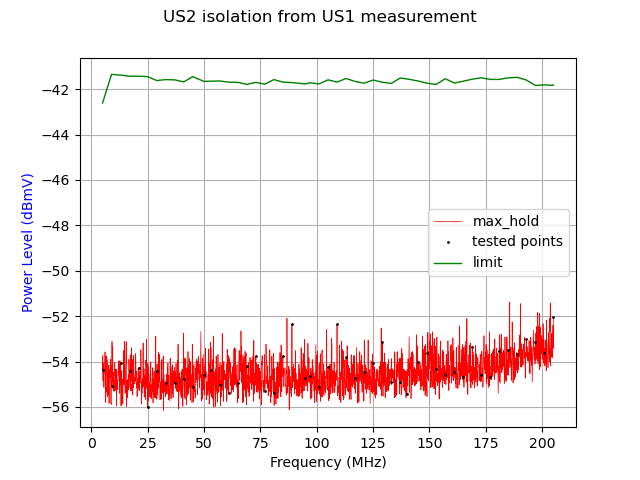 US2 isolation from US1 measurement
Power Level (dBmV)
−42
−44
−46
−48
−50
−52
−54
−56
max_hold
tested points
limit
0 25 50 75 100 125 150 175 200
Frequency (MHz)